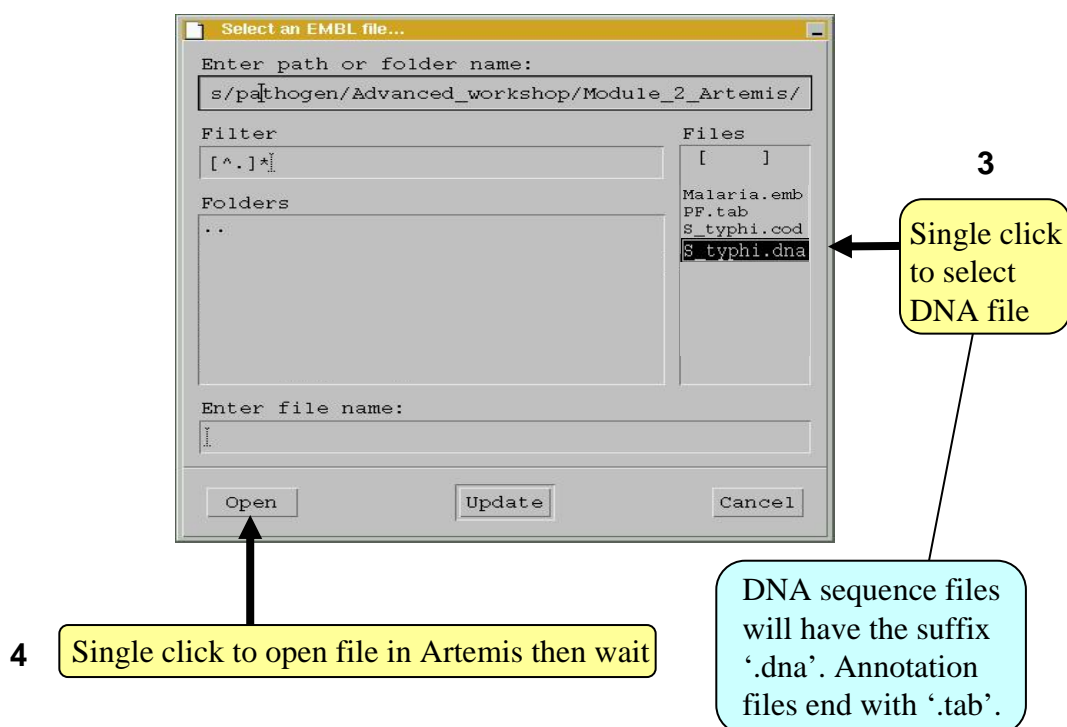 Select an EMBL file...
Enter path or folder name:
s/pathogen/Advanced_workshop/Module_2_Artemis/
Filter
[^.]*
Folders
..
Files
[ ]
Malaria.emb
PF.tab
S_typhi.cod
S_typhi.dna
Enter file name:
Open
Update
Cancel
3
Single click
to select
DNA file
DNA sequence files
will have the suffix
‘.dna’. Annotation
files end with ‘.tab’.
4
Single click to open file in Artemis then wait